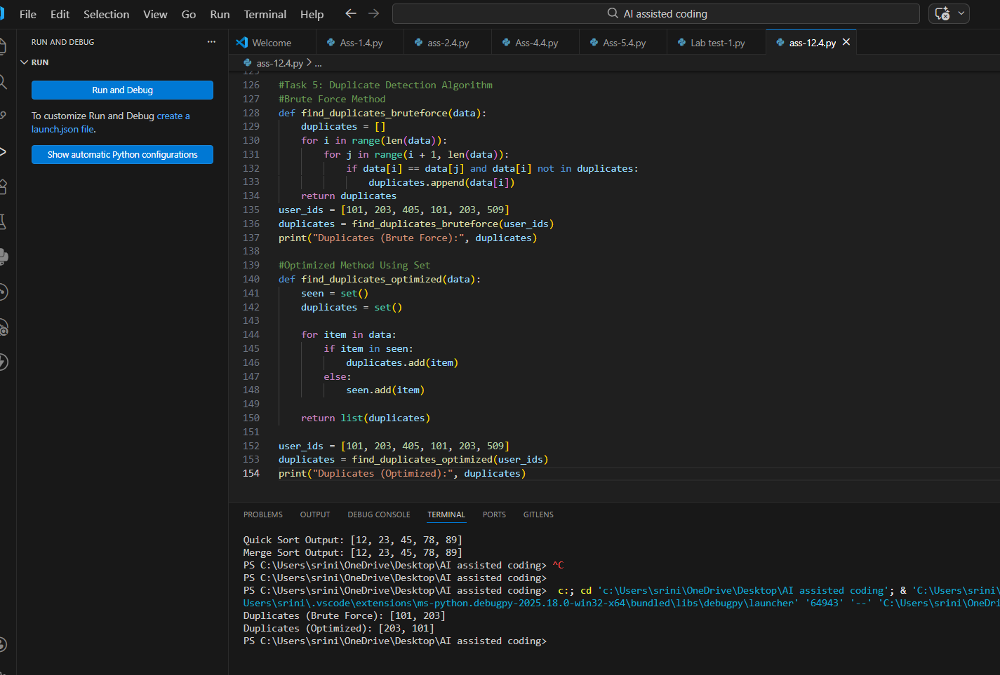 File Edit Selection View Go Run Terminal Help
AI assisted coding
RUN AND DEBUG
RUN
Run and Debug
To customize Run and Debug create a
launch.json file.
Show automatic Python configurations
Welcome
Ass-1.4.py
ass-2.4.py
Ass-4.4.py
Ass-5.4.py
Lab test-1.py
ass-12.4.py
ass-12.4.py > ...
125
126 #Task 5: Duplicate Detection Algorithm
127 #Brute Force Method
128 def find_duplicates_bruteforce(data):
129     duplicates = []
130     for i in range(len(data)):
131         for j in range(i + 1, len(data)):
132             if data[i] == data[j] and data[i] not in duplicates:
133                 duplicates.append(data[i])
134     return duplicates
135 user_ids = [101, 203, 405, 101, 203, 509]
136 duplicates = find_duplicates_bruteforce(user_ids)
137 print("Duplicates (Brute Force):", duplicates)
138
139 #Optimized Method Using Set
140 def find_duplicates_optimized(data):
141     seen = set()
142     duplicates = set()
143
144     for item in data:
145         if item in seen:
146             duplicates.add(item)
147         else:
148             seen.add(item)
149
150     return list(duplicates)
151
152 user_ids = [101, 203, 405, 101, 203, 509]
153 duplicates = find_duplicates_optimized(user_ids)
154 print("Duplicates (Optimized):", duplicates)
PROBLEMS OUTPUT DEBUG CONSOLE TERMINAL PORTS GITLENS
Quick Sort Output: [12, 23, 45, 78, 89]
Merge Sort Output: [12, 23, 45, 78, 89]
PS C:\Users\srini\OneDrive\Desktop\AI assisted coding> ^C
PS C:\Users\srini\OneDrive\Desktop\AI assisted coding>
PS C:\Users\srini\OneDrive\Desktop\AI assisted coding>  c:; cd 'c:\Users\srini\OneDrive\Desktop\AI assisted coding'; & 'C:\Users\srini\
Users\srini\.vscode\extensions\ms-python.debugpy-2025.18.0-win32-x64\bundled\libs\debugpy\launcher' '64943' '--' 'C:\Users\srini\OneDri
Duplicates (Brute Force): [101, 203]
Duplicates (Optimized): [203, 101]
PS C:\Users\srini\OneDrive\Desktop\AI assisted coding>